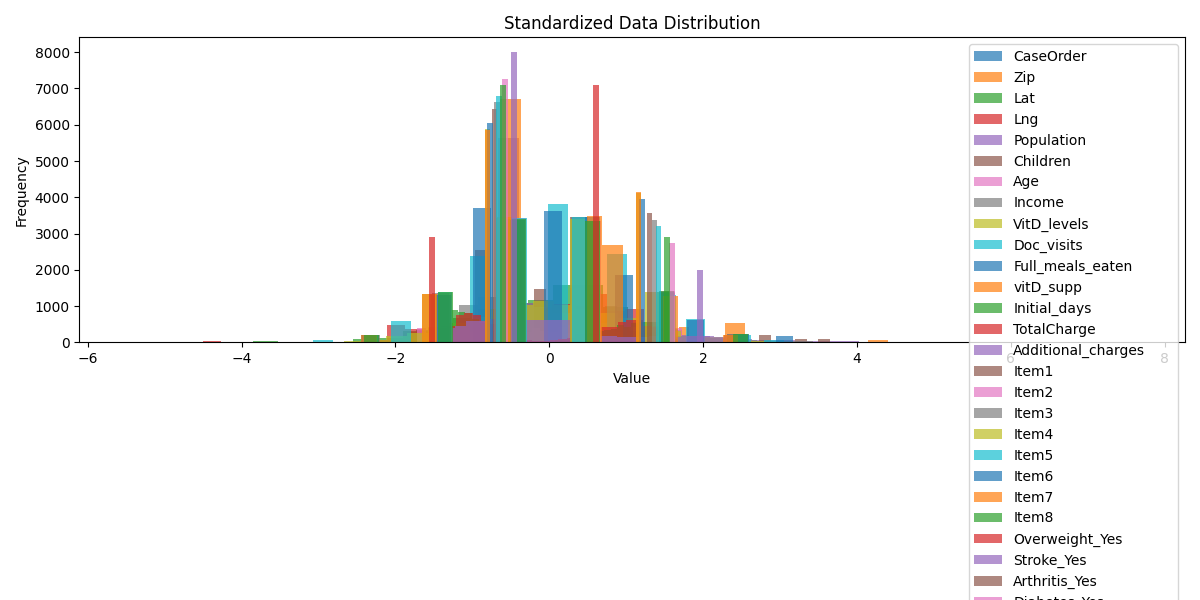 Standardized Data Distribution
Frequency
8000
7000
6000
5000
4000
3000
2000
1000
0
−6
−4
−2
0
2
4
6
8
Value
CaseOrder
Zip
Lat
Lng
Population
Children
Age
Income
VitD_levels
Doc_visits
Full_meals_eaten
vitD_supp
Initial_days
TotalCharge
Additional_charges
Item1
Item2
Item3
Item4
Item5
Item6
Item7
Item8
Overweight_Yes
Stroke_Yes
Arthritis_Yes
Diabetes_Yes